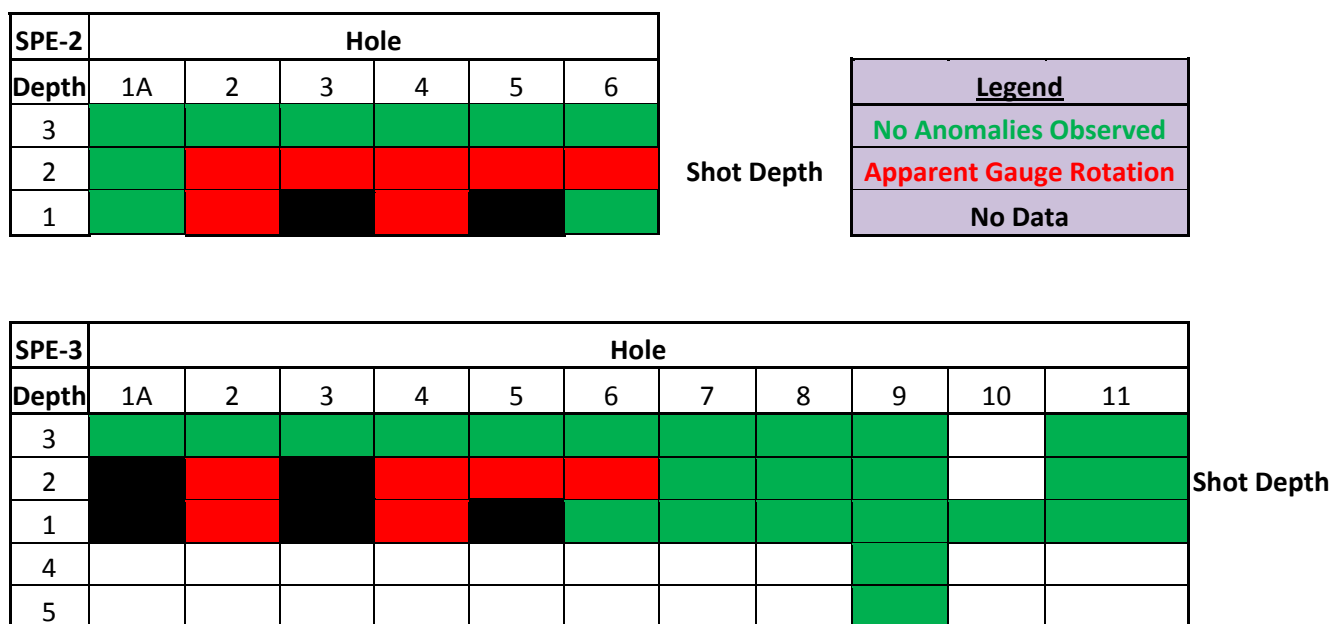 SPE-2 Hole
Depth 1A 2 3 4 5 6
3
2
1
Shot Depth
Legend
No Anomalies Observed
Apparent Gauge Rotation
No Data
SPE-3 Hole
Depth 1A 2 3 4 5 6 7 8 9 10 11
3
2 Shot Depth
1
4
5